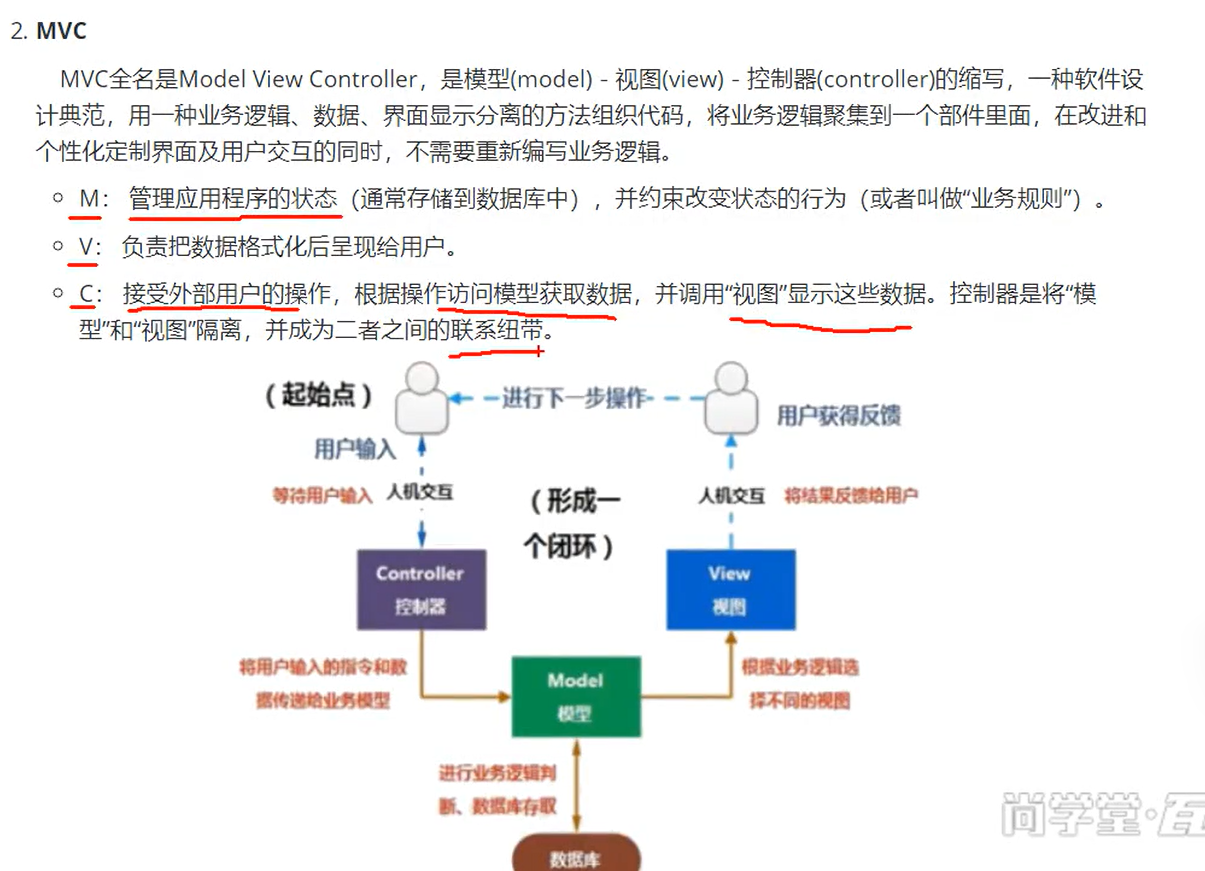 2. MVC
MVC全名是Model View Controller，是模型(model)－视图(view)－控制器(controller)的缩写，一种软件设
计典范，用一种业务逻辑、数据、界面显示分离的方法组织代码，将业务逻辑聚集到一个部件里面，在改进和
个性化定制界面及用户交互的同时，不需要重新编写业务逻辑。
M： 管理应用程序的状态（通常存储到数据库中），并约束改变状态的行为（或者叫做“业务规则”）。
V： 负责把数据格式化后呈现给用户。
C： 接受外部用户的操作，根据操作访问模型获取数据，并调用“视图”显示这些数据。控制器是将“模
型”和“视图”隔离，并成为二者之间的联系纽带。
（起始点）
进行下一步操作
用户获得反馈
用户输入
等待用户输入
人机交互
（形成一
个闭环）
人机交互
将结果反馈给用户
Controller
控制器
View
视图
将用户输入的指令和数
据传递给业务模型
Model
模型
根据业务逻辑选
择不同的视图
进行业务逻辑判
断、数据库存取
数据库
尚学堂·